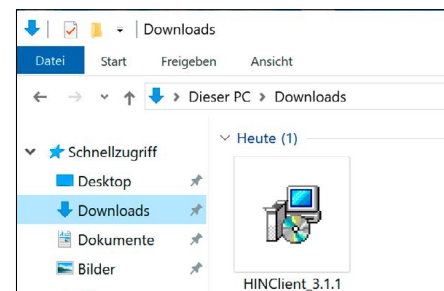 Downloads
Datei Start Freigeben Ansicht
Dieser PC > Downloads
Schnellzugriff
Desktop
Downloads
Dokumente
Bilder
Heute (1)
HINClient_3.1.1